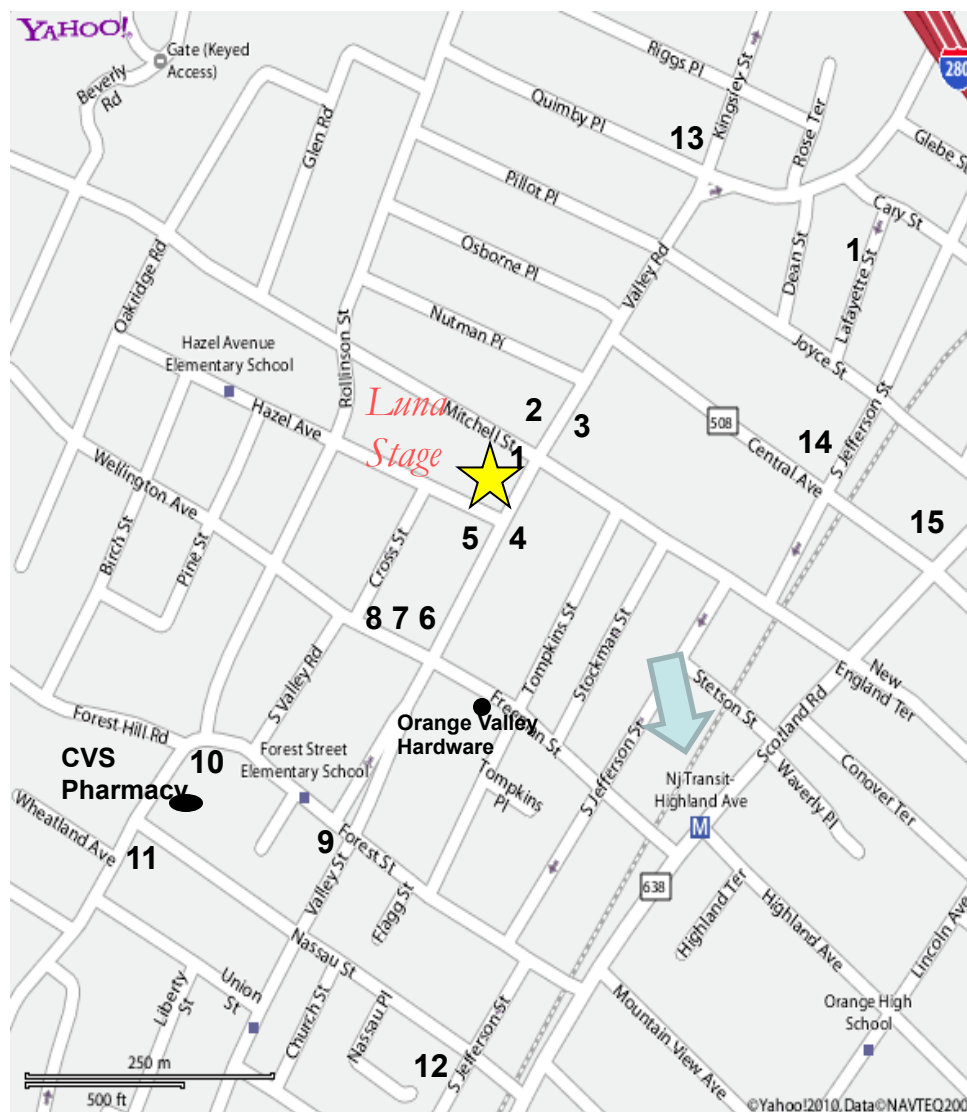 YAHOO!
Gate (Keyed
Access)
Beverly
Rd
Riggs Pl
Kingsley St
280
Quimby Pl
13
Rose Ter
Glen Rd
Glebe St
Pillot Pl
Cary St
Osborne Pl
Valley Rd
Dean St
1
Lafayette St
Oakridge Rd
Nutman Pl
Rollinson St
Joyce St
Hazel Avenue
Elementary School
Luna
Stage
Mitchell St
2
3
508
14
S Jefferson St
Hazel Ave
1
Central Ave
Wellington Ave
5
4
15
Birch St
Pine St
Cross St
8
7
6
Tompkins St
Stockman St
New
England Ter
S Valley Rd
Stetson St
Scotland Rd
Forest Hill Rd
Orange Valley
Hardware
Freeman St
S Jefferson St
CVS
Pharmacy
10
Forest Street
Elementary School
Tompkins
Pl
Nj Transit-
Highland Ave
M
Waverly Pl
Conover Ter
Wheatland Ave
11
9
Forest St
Valley St
638
Flagg St
Highland Ter
Highland Ave
Lincoln Ave
Nassau St
Union
St
Liberty
St
Church St
Nassau Pl
12
S Jefferson St
Mountain View Ave
Orange High
School
250 m
500 ft
©Yahoo!2010,Data©NAVTEQ200